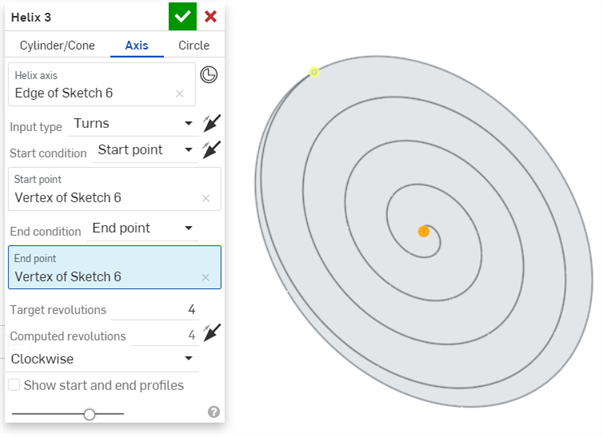 Helix 3
Cylinder/Cone Axis Circle
Helix axis
Edge of Sketch 6
Input type Turns
Start condition Start point
Start point
Vertex of Sketch 6
End condition End point
End point
Vertex of Sketch 6
Target revolutions 4
Computed revolutions 4
Clockwise
Show start and end profiles